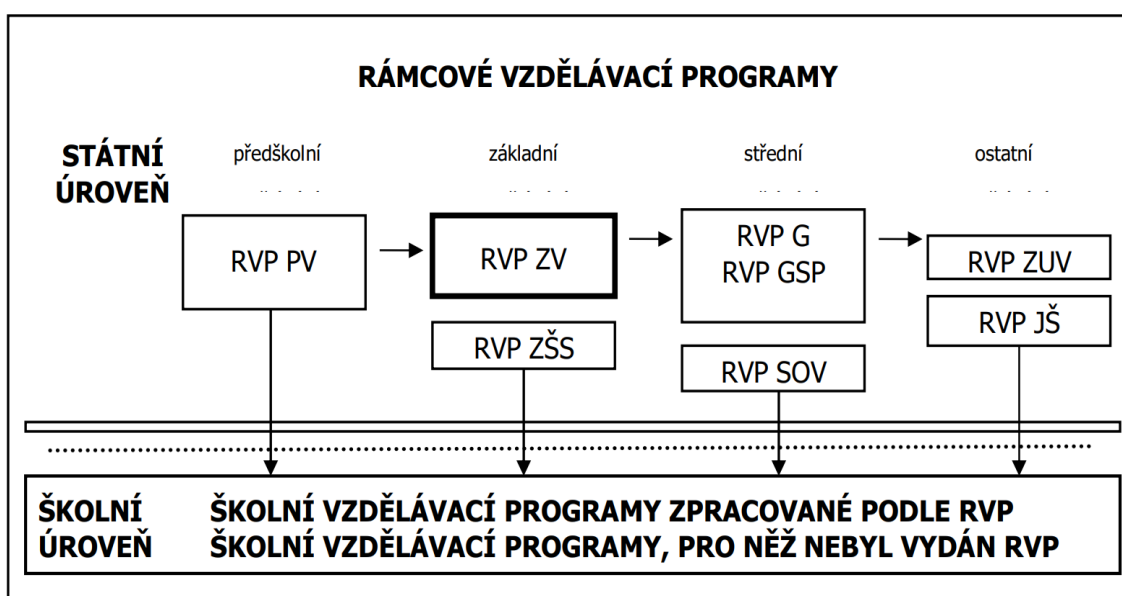 RÁMCOVÉ VZDĚLÁVACÍ PROGRAMY
STÁTNÍ
ÚROVEŇ
předškolní
základní
střední
ostatní
RVP PV
RVP ZV
RVP G
RVP GSP
RVP ZUV
RVP ZŠS
RVP SOV
RVP JŠ
ŠKOLNÍ ŠKOLNÍ VZDĚLÁVACÍ PROGRAMY ZPRACOVANÉ PODLE RVP
ÚROVEŇ ŠKOLNÍ VZDĚLÁVACÍ PROGRAMY, PRO NĚŽ NEBYL VYDÁN RVP